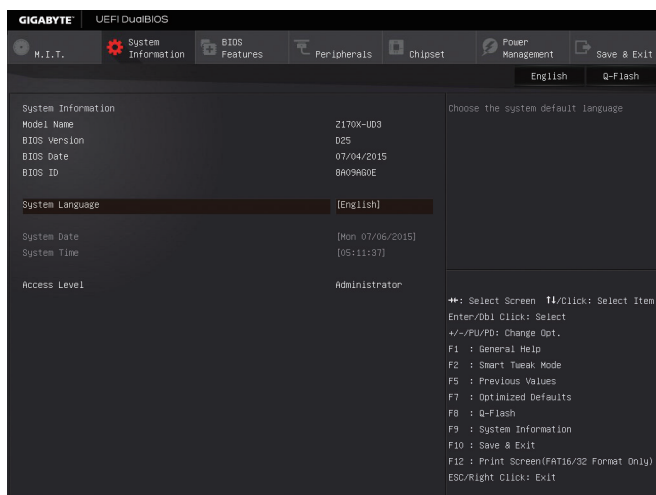 GIGABYTE™ UEFI DualBIOS
M.I.T. System Information BIOS Features Peripherals Chipset Power Management Save & Exit
English Q-Flash
System Information
Model Name Z170X-UD3
BIOS Version D25
BIOS Date 07/04/2015
BIOS ID 8A09AG0E
System Language [English]
System Date [Mon 07/06/2015]
System Time [05:11:37]
Access Level Administrator
Choose the system default language
→←: Select Screen ↑↓/Click: Select Item
Enter/Dbl Click: Select
+/-/PU/PD: Change Opt.
F1 : General Help
F2 : Smart Tweak Mode
F5 : Previous Values
F7 : Optimized Defaults
F8 : Q-Flash
F9 : System Information
F10 : Save & Exit
F12 : Print Screen(FAT16/32 Format Only)
ESC/Right Click: Exit